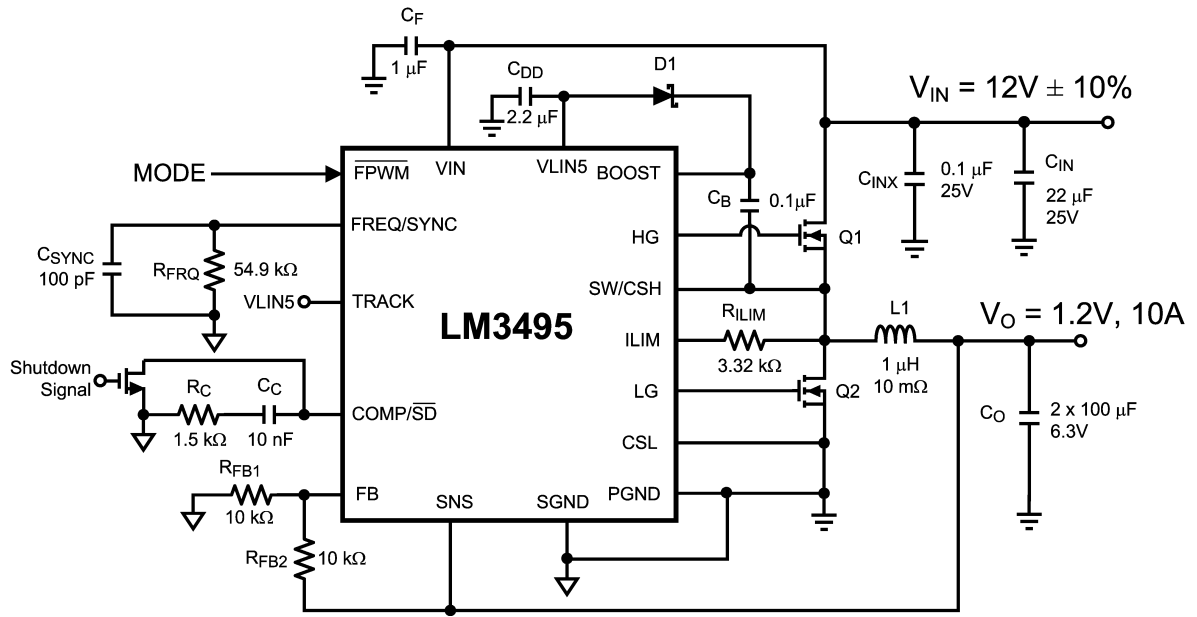 CF
1 μF
CDD
2.2 μF
D1
VIN = 12V ± 10%
MODE
FPWM
VIN
VLIN5
BOOST
CB
0.1μF
CINX
0.1 μF
25V
CIN
22 μF
25V
FREQ/SYNC
CSYNC
100 pF
RFRQ
54.9 kΩ
HG
Q1
VLIN5
TRACK
SW/CSH
LM3495
RILIM
3.32 kΩ
ILIM
L1
1 μH
10 mΩ
VO = 1.2V, 10A
Shutdown
Signal
RC
1.5 kΩ
CC
10 nF
COMP/SD
LG
Q2
CO
2 x 100 μF
6.3V
CSL
RFB1
10 kΩ
FB
SNS
SGND
PGND
RFB2
10 kΩ